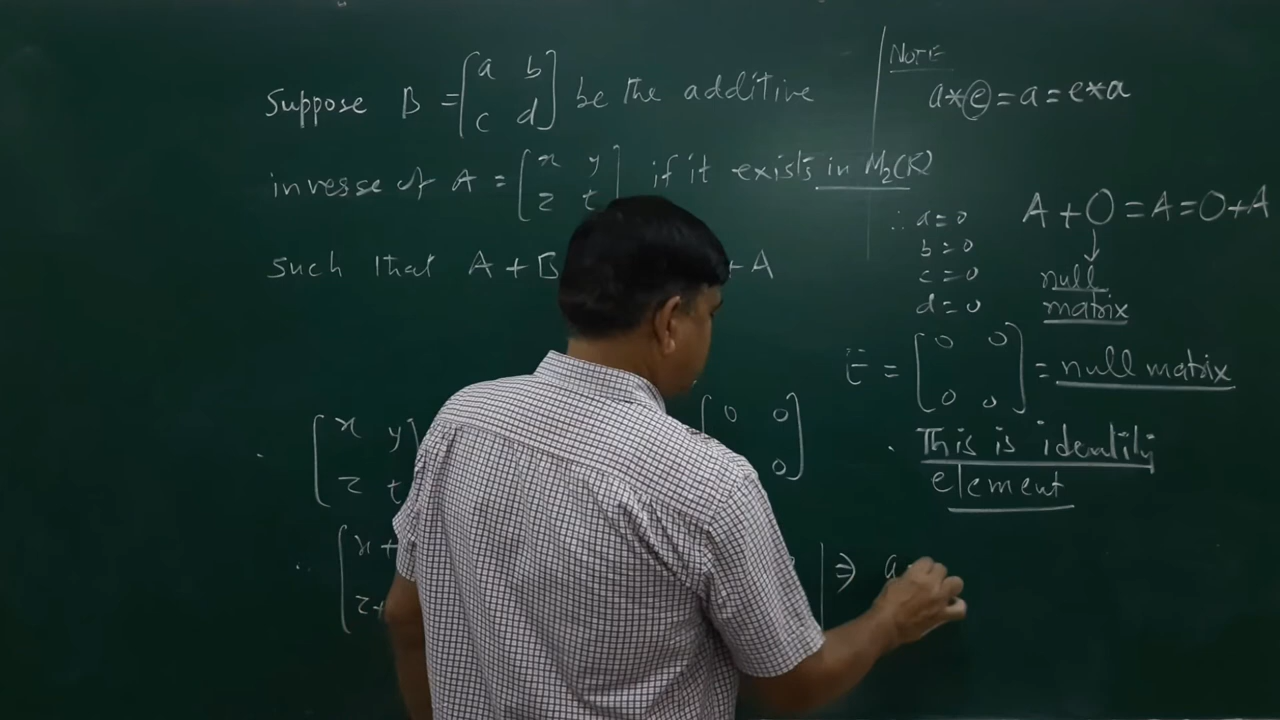 Suppose B = [a b
c d] be the additive
inverse of A = [x y
z t] if it exists in M₂(K)
such that A + B + A
[x y
z t
[0 0
0]
[x +
z+
⇒ a
NOTE
a*e = a = e*a
A + O = A = O + A
null
matrix
∴ a = 0
b = 0
c = 0
d = 0
E = [0 0
0 0] = null matrix
This is identity
element